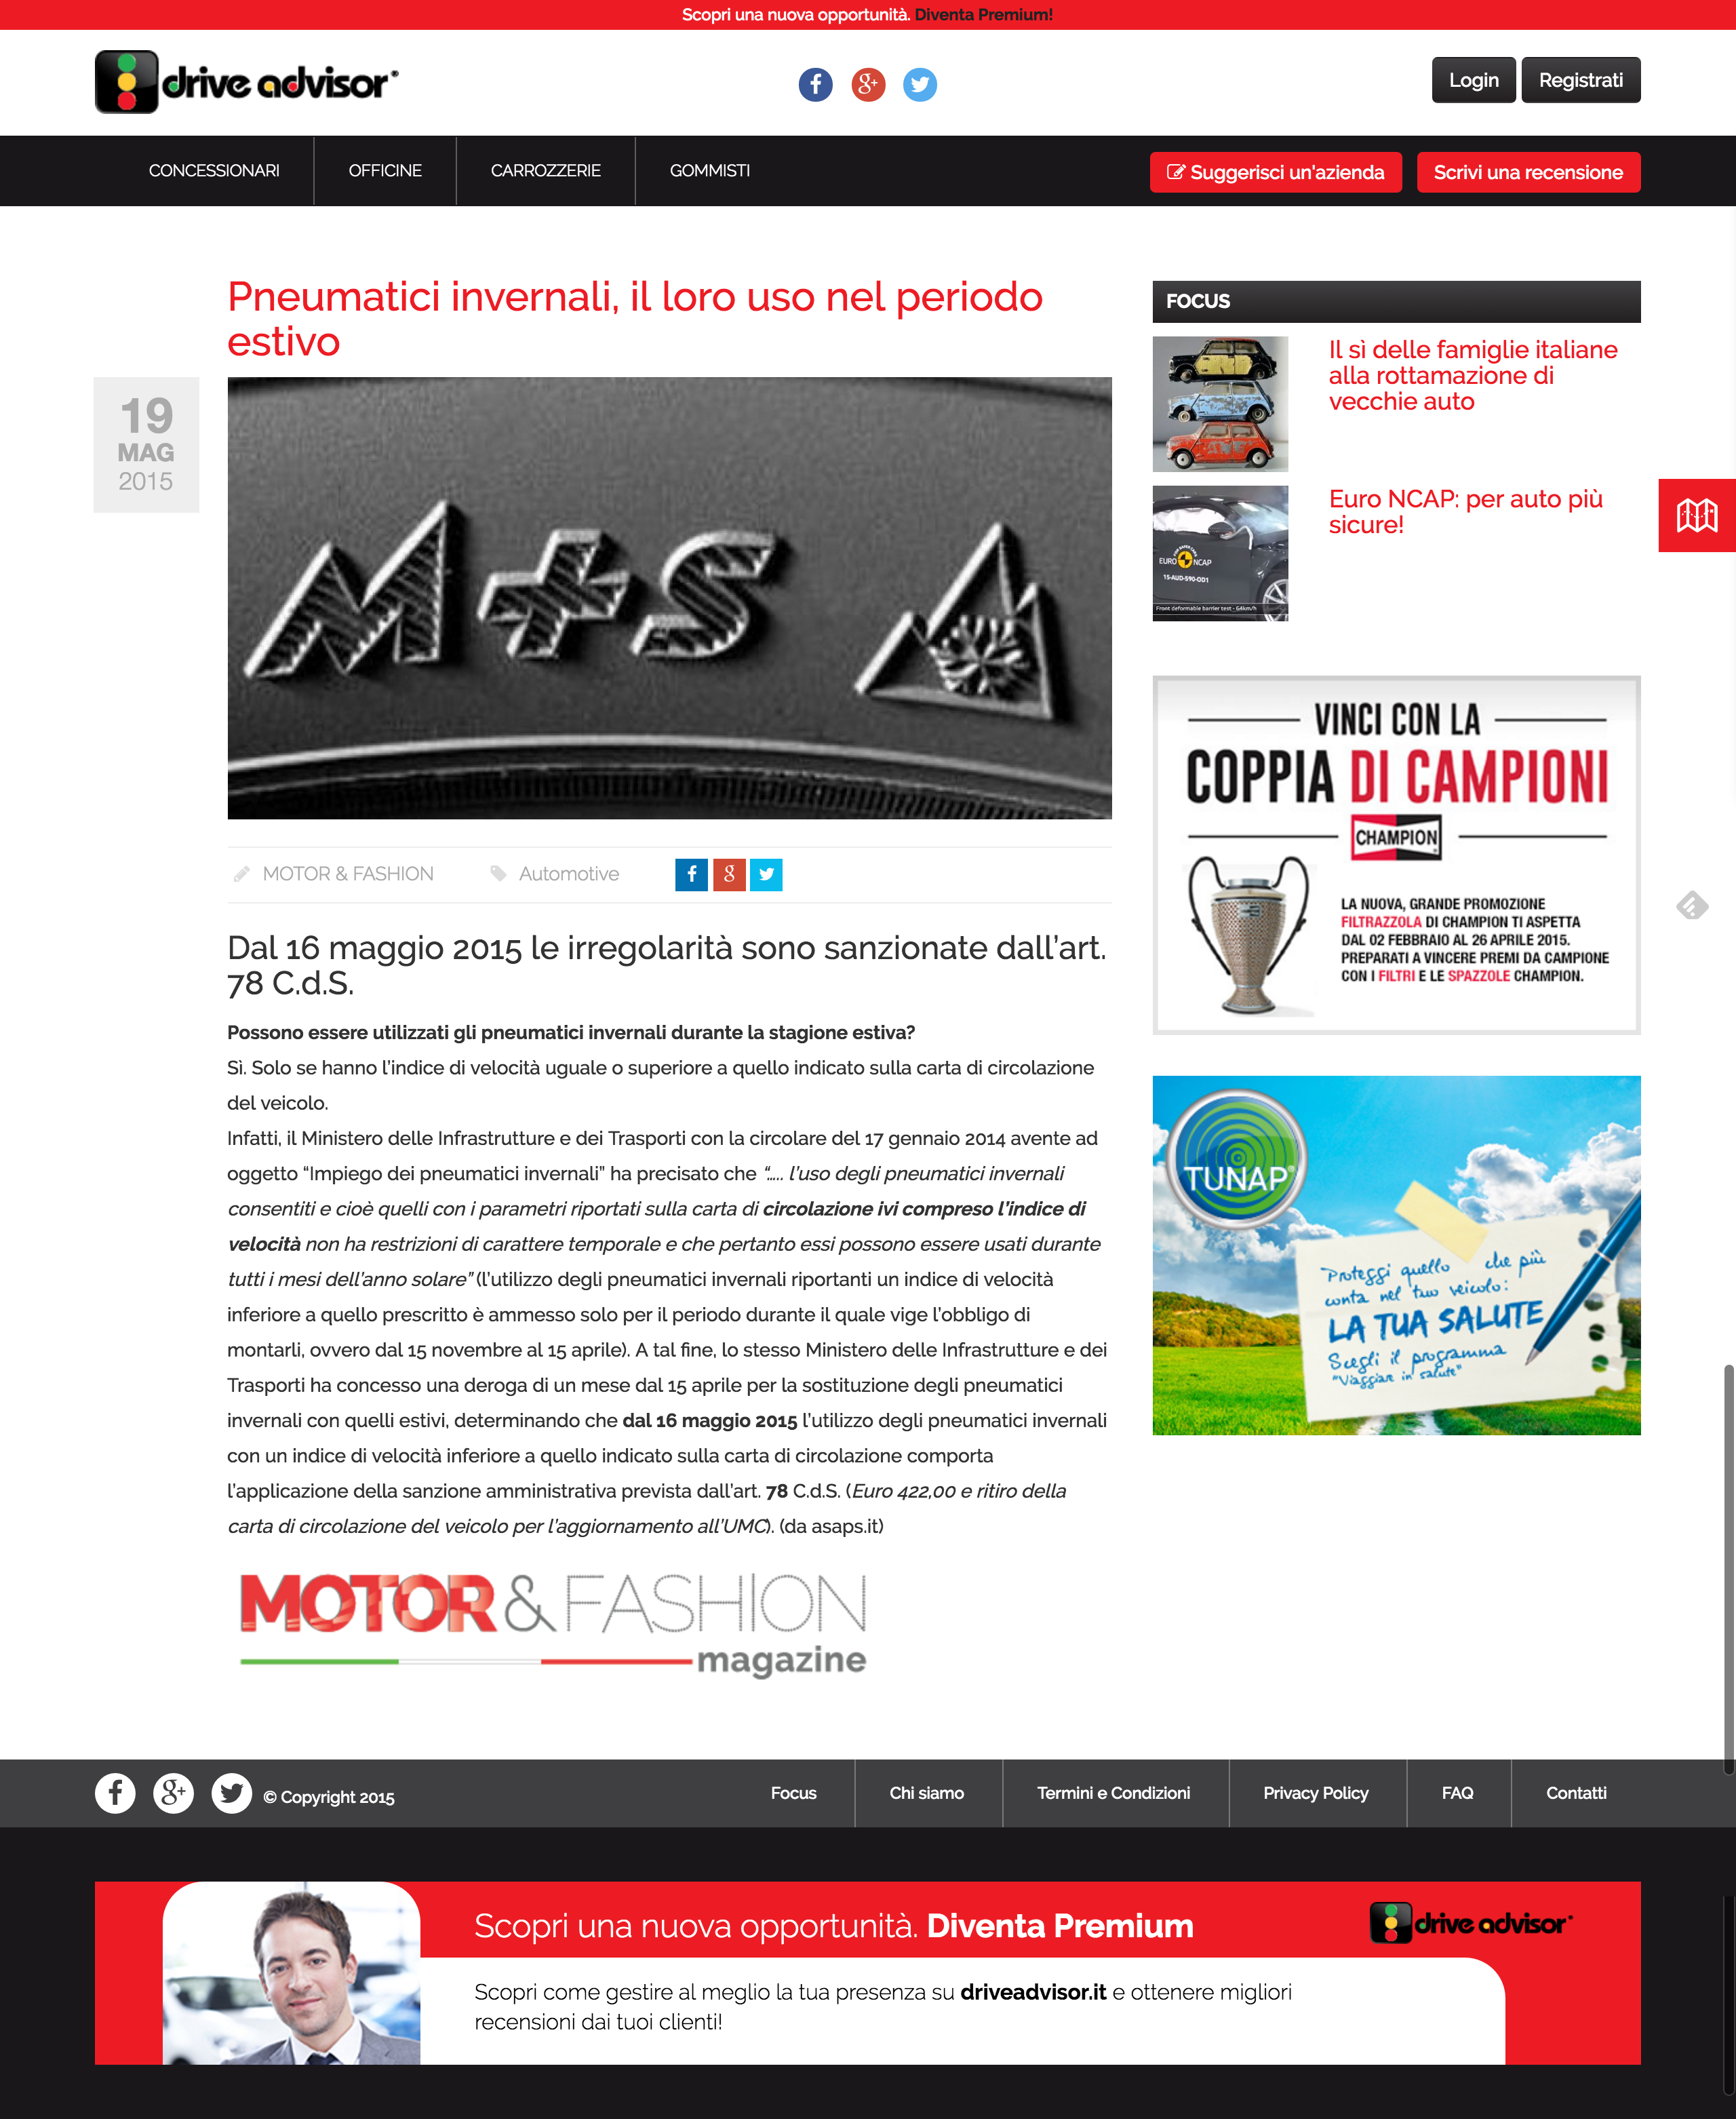 Scopri una nuova opportunità. Diventa Premium!
drive advisor®
Login
Registrati
CONCESSIONARI
OFFICINE
CARROZZERIE
GOMMISTI
Suggerisci un'azienda
Scrivi una recensione
Pneumatici invernali, il loro uso nel periodo
estivo
19
MAG
2015
M+S
MOTOR & FASHION
Automotive
Dal 16 maggio 2015 le irregolarità sono sanzionate dall’art.
78 C.d.S.
Possono essere utilizzati gli pneumatici invernali durante la stagione estiva?
Sì. Solo se hanno l’indice di velocità uguale o superiore a quello indicato sulla carta di circolazione
del veicolo.
Infatti, il Ministero delle Infrastrutture e dei Trasporti con la circolare del 17 gennaio 2014 avente ad
oggetto “Impiego dei pneumatici invernali” ha precisato che “….. l’uso degli pneumatici invernali
consentiti e cioè quelli con i parametri riportati sulla carta di circolazione ivi compreso l’indice di
velocità non ha restrizioni di carattere temporale e che pertanto essi possono essere usati durante
tutti i mesi dell’anno solare” (l’utilizzo degli pneumatici invernali riportanti un indice di velocità
inferiore a quello prescritto è ammesso solo per il periodo durante il quale vige l’obbligo di
montarli, ovvero dal 15 novembre al 15 aprile). A tal fine, lo stesso Ministero delle Infrastrutture e dei
Trasporti ha concesso una deroga di un mese dal 15 aprile per la sostituzione degli pneumatici
invernali con quelli estivi, determinando che dal 16 maggio 2015 l’utilizzo degli pneumatici invernali
con un indice di velocità inferiore a quello indicato sulla carta di circolazione comporta
l’applicazione della sanzione amministrativa prevista dall’art. 78 C.d.S. (Euro 422,00 e ritiro della
carta di circolazione del veicolo per l’aggiornamento all’UMC). (da asaps.it)
MOTOR & FASHION
magazine
FOCUS
Il sì delle famiglie italiane
alla rottamazione di
vecchie auto
EURO NCAP
15-AUD-590-OD1
Front deformable barrier test - 64km/h
Euro NCAP: per auto più
sicure!
VINCI CON LA
COPPIA DI CAMPIONI
CHAMPION
LA NUOVA, GRANDE PROMOZIONE
FILTRAZZOLA DI CHAMPION TI ASPETTA
DAL 02 FEBBRAIO AL 26 APRILE 2015.
PREPARATI A VINCERE PREMI DA CAMPIONE
CON I FILTRI E LE SPAZZOLE CHAMPION.
TUNAP®
Proteggi quello che più
conta nel tuo veicolo:
LA TUA SALUTE
Scegli il programma
"Viaggiare in salute"
© Copyright 2015
Focus
Chi siamo
Termini e Condizioni
Privacy Policy
FAQ
Contatti
Scopri una nuova opportunità. Diventa Premium
drive advisor®
Scopri come gestire al meglio la tua presenza su driveadvisor.it e ottenere migliori
recensioni dai tuoi clienti!